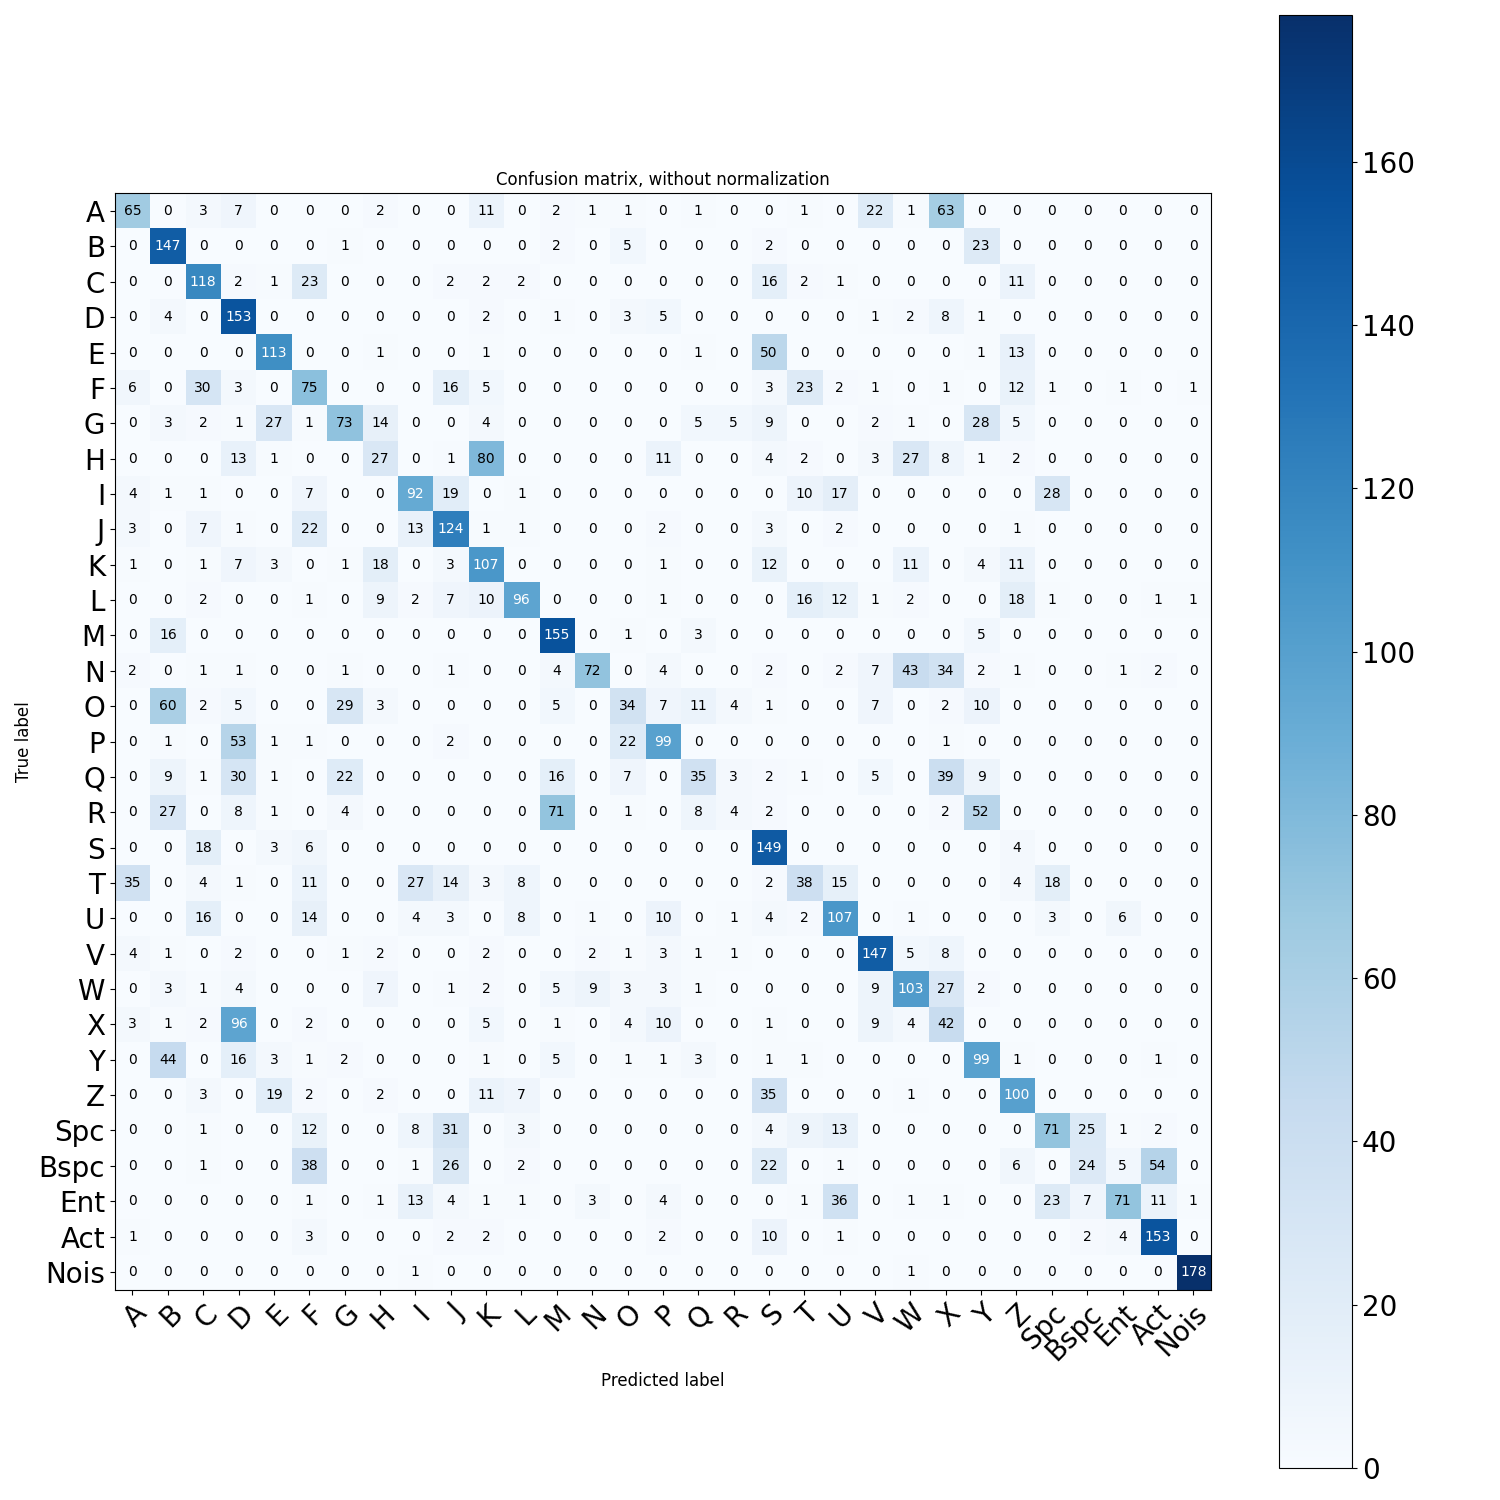 Confusion matrix, without normalization
A 65 0 3 7 0 0 0 2 0 0 11 0 2 1 1 0 1 0 0 1 0 22 1 63 0 0 0 0 0 0 0
B 0 147 0 0 0 0 1 0 0 0 0 0 2 0 5 0 0 0 2 0 0 0 0 0 23 0 0 0 0 0 0
C 0 0 118 2 1 23 0 0 0 2 2 2 0 0 0 0 0 0 16 2 1 0 0 0 0 11 0 0 0 0 0
D 0 4 0 153 0 0 0 0 0 0 2 0 1 0 3 5 0 0 0 0 0 1 2 8 1 0 0 0 0 0 0
E 0 0 0 0 113 0 0 1 0 0 1 0 0 0 0 0 1 0 50 0 0 0 0 0 1 13 0 0 0 0 0
F 6 0 30 3 0 75 0 0 0 16 5 0 0 0 0 0 0 0 3 23 2 1 0 1 0 12 1 0 1 0 1
G 0 3 2 1 27 1 73 14 0 0 4 0 0 0 0 0 5 5 9 0 0 2 1 0 28 5 0 0 0 0 0
H 0 0 0 13 1 0 0 27 0 1 80 0 0 0 0 11 0 0 4 2 0 3 27 8 1 2 0 0 0 0 0
I 4 1 1 0 0 7 0 0 92 19 0 1 0 0 0 0 0 0 0 10 17 0 0 0 0 0 28 0 0 0 0
J 3 0 7 1 0 22 0 0 13 124 1 1 0 0 0 2 0 0 3 0 2 0 0 0 0 1 0 0 0 0 0
K 1 0 1 7 3 0 1 18 0 3 107 0 0 0 0 1 0 0 12 0 0 0 11 0 4 11 0 0 0 0 0
L 0 0 2 0 0 1 0 9 2 7 10 96 0 0 0 1 0 0 0 16 12 1 2 0 0 18 1 0 0 1 1
M 0 16 0 0 0 0 0 0 0 0 0 0 155 0 1 0 3 0 0 0 0 0 0 0 5 0 0 0 0 0 0
N 2 0 1 1 0 0 1 0 0 1 0 0 4 72 0 4 0 0 2 0 2 7 43 34 2 1 0 0 1 2 0
O 0 60 2 5 0 0 29 3 0 0 0 0 5 0 34 7 11 4 1 0 0 7 0 2 10 0 0 0 0 0 0
P 0 1 0 53 1 1 0 0 0 2 0 0 0 0 22 99 0 0 0 0 0 0 0 1 0 0 0 0 0 0 0
Q 0 9 1 30 1 0 22 0 0 0 0 0 16 0 7 0 35 3 2 1 0 5 0 39 9 0 0 0 0 0 0
R 0 27 0 8 1 0 4 0 0 0 0 0 71 0 1 0 8 4 2 0 0 0 0 2 52 0 0 0 0 0 0
S 0 0 18 0 3 6 0 0 0 0 0 0 0 0 0 0 0 0 149 0 0 0 0 0 0 4 0 0 0 0 0
T 35 0 4 1 0 11 0 0 27 14 3 8 0 0 0 0 0 0 2 38 15 0 0 0 0 4 18 0 0 0 0
U 0 0 16 0 0 14 0 0 4 3 0 8 0 1 0 10 0 1 4 2 107 0 1 0 0 0 3 0 6 0 0
V 4 1 0 2 0 0 1 2 0 0 2 0 0 2 1 3 1 1 0 0 0 147 5 8 0 0 0 0 0 0 0
W 0 3 1 4 0 0 0 7 0 1 2 0 5 9 3 3 1 0 0 0 0 9 103 27 2 0 0 0 0 0 0
X 3 1 2 96 0 2 0 0 0 0 5 0 1 0 4 10 0 0 1 0 0 9 4 42 0 0 0 0 0 0 0
Y 0 44 0 16 3 1 2 0 0 0 1 0 5 0 1 1 3 0 1 1 0 0 0 0 99 1 0 0 0 1 0
Z 0 0 3 0 19 2 0 2 0 0 11 7 0 0 0 0 0 0 35 0 0 0 1 0 0 100 0 0 0 0 0
Spc 0 0 1 0 0 12 0 0 8 31 0 3 0 0 0 0 0 0 4 9 13 0 0 0 0 0 71 25 1 2 0
Bspc 0 0 1 0 0 38 0 0 1 26 0 2 0 0 0 0 0 0 22 0 1 0 0 0 0 6 0 24 5 54 0
Ent 0 0 0 0 0 1 0 1 13 4 1 1 0 3 0 4 0 0 0 1 36 0 1 1 0 0 23 7 71 11 1
Act 1 0 0 0 0 3 0 0 0 2 2 0 0 0 0 2 0 0 10 0 1 0 0 0 0 0 0 2 4 153 0
Nois 0 0 0 0 0 0 0 0 1 0 0 0 0 0 0 0 0 0 0 0 0 0 1 0 0 0 0 0 0 0 178
A B C D E F G H I J K L M N O P Q R S T U V W X Y Z Spc Bspc Ent Act Nois
Predicted label
True label
160
140
120
100
80
60
40
20
0